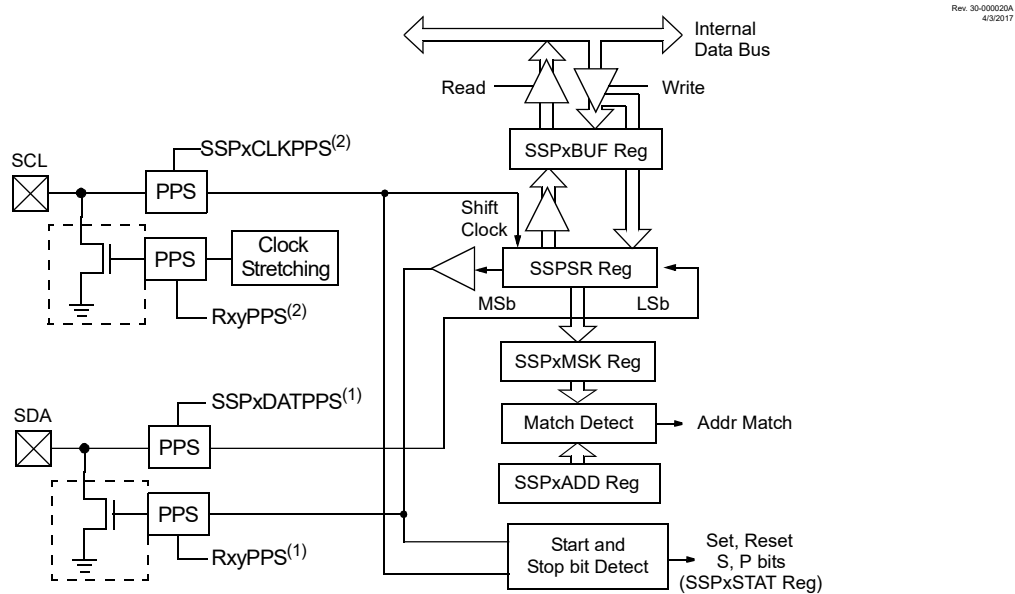 Rev. 30-000020A
4/3/2017
Internal
Data Bus
Read
Write
SSPxBUF Reg
SSPxCLKPPS(2)
SCL
PPS
Shift
Clock
PPS
Clock
Stretching
SSPSR Reg
MSb
LSb
RxyPPS(2)
SSPxMSK Reg
SSPxDATPPS(1)
SDA
PPS
Match Detect
Addr Match
SSPxADD Reg
PPS
RxyPPS(1)
Start and
Stop bit Detect
Set, Reset
S, P bits
(SSPxSTAT Reg)